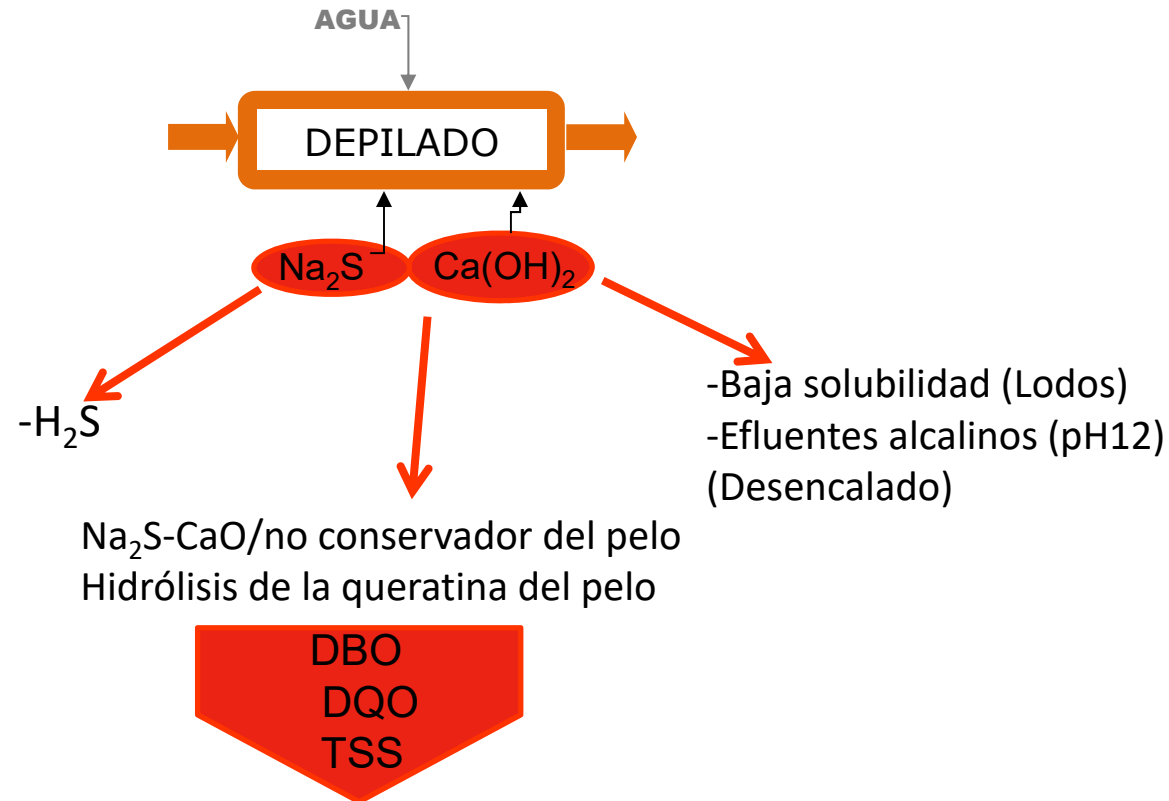 AGUA
DEPILADO
Na₂S
Ca(OH)₂
-H₂S
-Baja solubilidad (Lodos)
-Efluentes alcalinos (pH12)
(Desencalado)
Na₂S-CaO/no conservador del pelo
Hidrólisis de la queratina del pelo
DBO
DQO
TSS